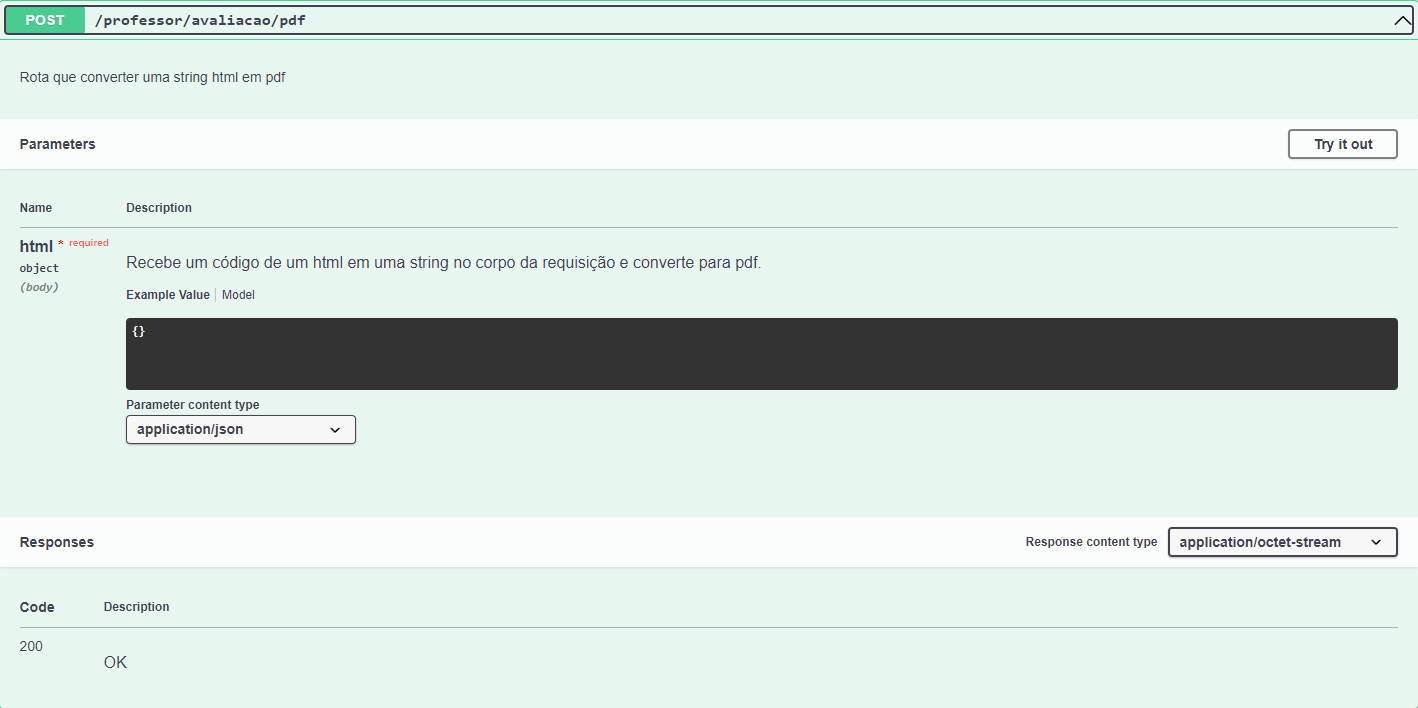 POST /professor/avaliacao/pdf
Rota que converter uma string html em pdf
Parameters Try it out
Name Description
html * required
object
(body)
Recebe um código de um html em uma string no corpo da requisição e converte para pdf.
Example Value Model
{}
Parameter content type
application/json
Responses Response content type application/octet-stream
Code Description
200
OK